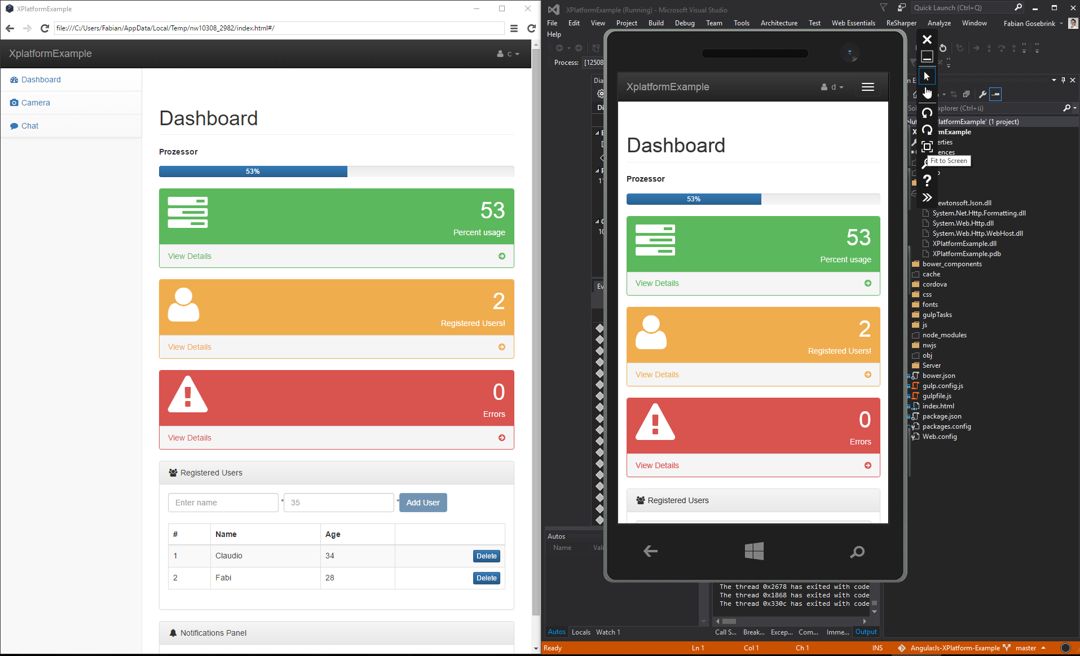 file:///C:/Users/Fabian/AppData/Local/Temp/nw10308_2982/index.html#/
XplatformExample
c
Dashboard
Camera
Chat
Dashboard
Prozessor
53%
53
Percent usage
View Details
2
Registered Users!
View Details
0
Errors
View Details
Registered Users
Enter name
*
35
*
Add User
# Name Age
1 Claudio 34 Delete
2 Fabi 28 Delete
Notifications Panel
XPlatformExample (Running) - Microsoft Visual Studio
Quick Launch (Ctrl+Q)
File Edit View Project Build Debug Team Tools Architecture Test Web Essentials ReSharper Analyze Window
Fabian Gosebrink
Help
Process: [12508
XplatformExample
d
Dashboard
Prozessor
53%
53
Percent usage
View Details
2
Registered Users!
View Details
0
Errors
View Details
Registered Users
Fit to Screen
?
Explorer (Ctrl+ü)
latformExample' (1 project)
rmExample
perties
ences
ewtonsoft.Json.dll
System.Net.Http.Formatting.dll
System.Web.Http.dll
System.Web.Http.WebHost.dll
XPlatformExample.dll
XPlatformExample.pdb
bower_components
cache
cordova
css
fonts
gulpTasks
js
node_modules
nwjs
obj
Server
bower.json
gulp.config.js
gulpfile.js
index.html
package.json
packages.config
Web.config
Autos
Name Val
The thread 0x2678 has exited with code
The thread 0x1868 has exited with code
The thread 0x330c has exited with code
Autos Locals Watch 1
Call S... Break... Excep... Com... Imme... Output
Ready Ln 1 Col 1 Ch 1 INS AngularJs-XPlatform-Example master